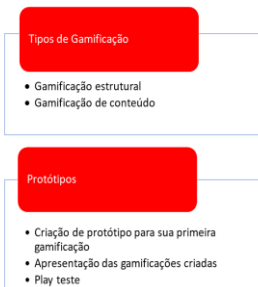 Tipos de Gamificação
• Gamificação estrutural
• Gamificação de conteúdo
Protótipos
• Criação de protótipo para sua primeira
gamificação
• Apresentação das gamificações criadas
• Play teste